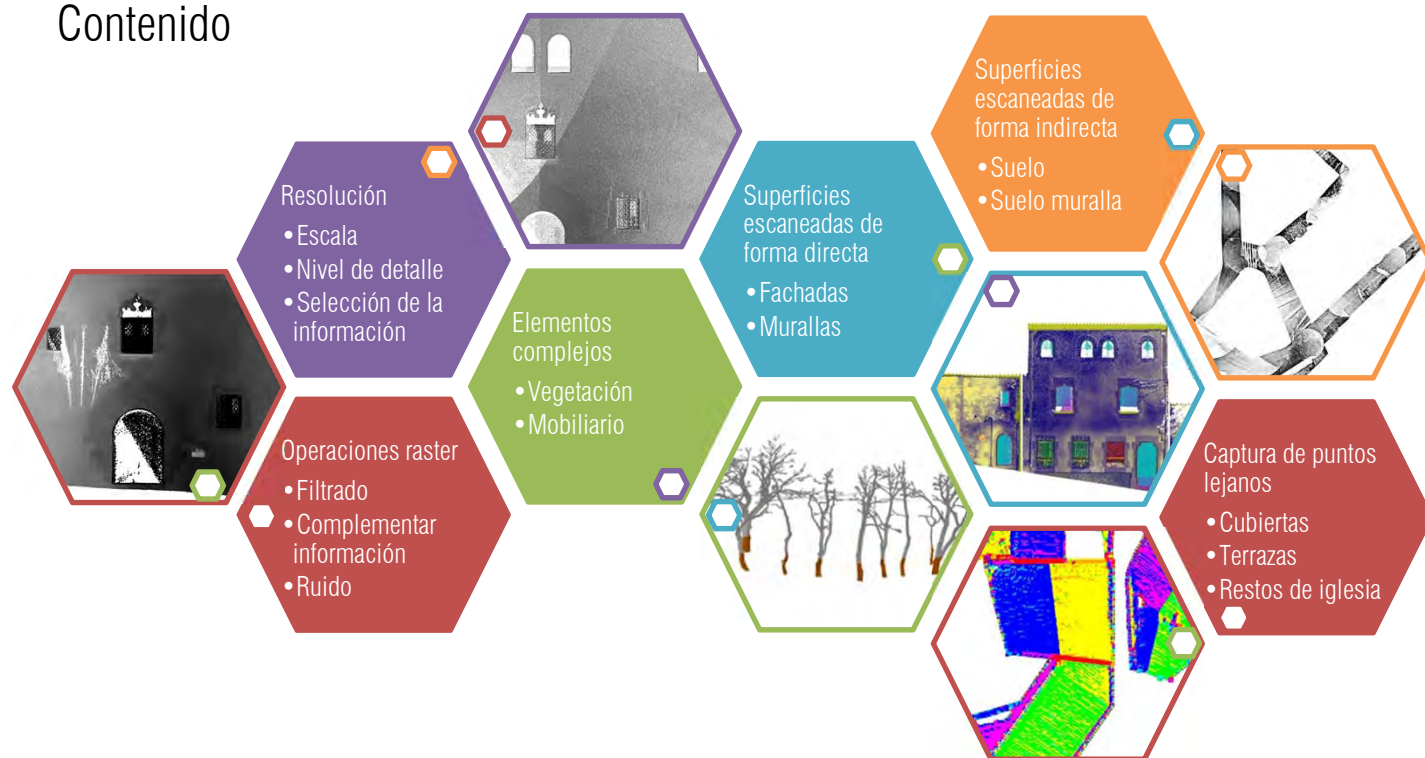 Contenido
Resolución
•Escala
•Nivel de detalle
•Selección de la
información
Operaciones raster
•Filtrado
•Complementar
información
•Ruido
Elementos
complejos
•Vegetación
•Mobiliario
Superficies
escaneadas de
forma directa
•Fachadas
•Murallas
Superficies
escaneadas de
forma indirecta
•Suelo
•Suelo muralla
Captura de puntos
lejanos
•Cubiertas
•Terrazas
•Restos de iglesia